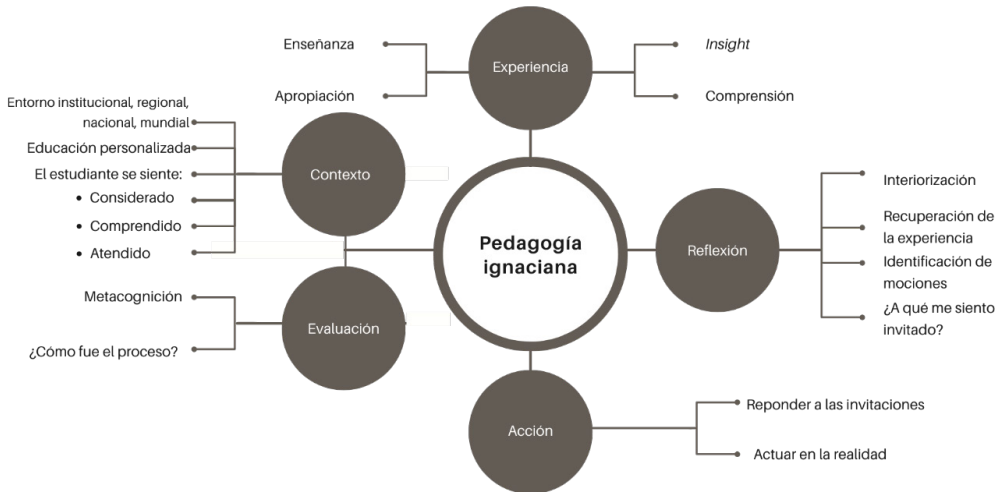 Pedagogía
ignaciana
Contexto
Entorno institucional, regional,
nacional, mundial
Educación personalizada
El estudiante se siente:
• Considerado
• Comprendido
• Atendido
Experiencia
Enseñanza
Apropiación
Insight
Comprensión
Reflexión
Interiorización
Recuperación de
la experiencia
Identificación de
mociones
¿A qué me siento
invitado?
Acción
Reponder a las invitaciones
Actuar en la realidad
Evaluación
Metacognición
¿Cómo fue el proceso?